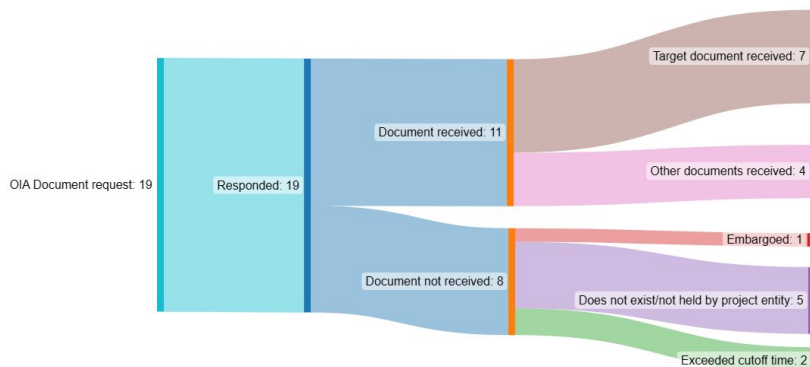 OIA Document request: 19
Responded: 19
Document received: 11
Document not received: 8
Target document received: 7
Other documents received: 4
Embargoed: 1
Does not exist/not held by project entity: 5
Exceeded cutoff time: 2